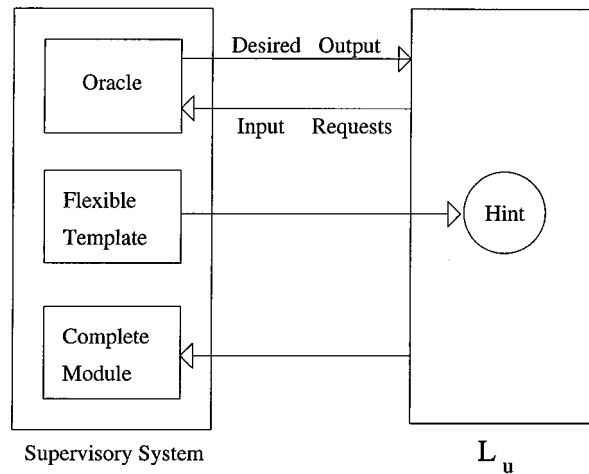 Desired Output
Oracle
Input Requests
Flexible
Template
Hint
Complete
Module
Supervisory System
L u